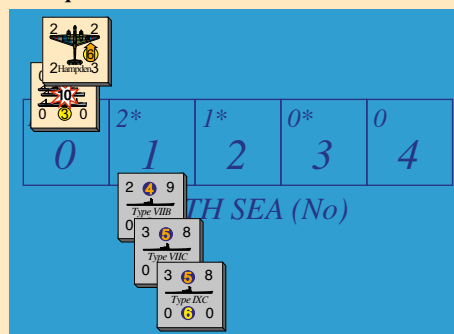 2 2
6
2 Hampden 3
10
0 3 0
2* 1* 0* 0
0 1 2 3 4
TH SEA (No)
2 4 9
Type VIIB
0
3 5 8
Type VIIC
0
3 5 8
Type IXC
0 6 0